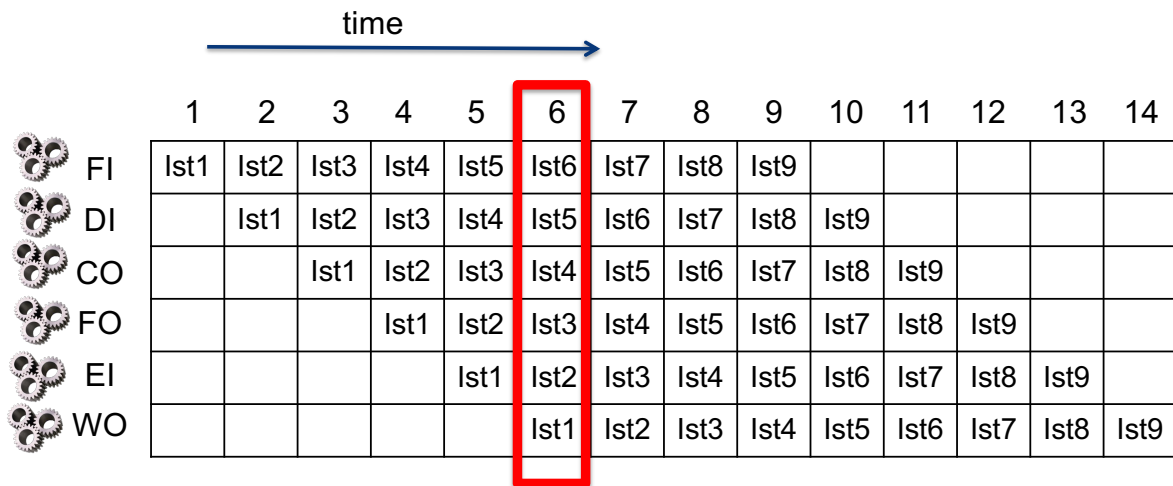 time
1 2 3 4 5 6 7 8 9 10 11 12 13 14
FI Ist1 Ist2 Ist3 Ist4 Ist5 Ist6 Ist7 Ist8 Ist9
DI Ist1 Ist2 Ist3 Ist4 Ist5 Ist6 Ist7 Ist8 Ist9
CO Ist1 Ist2 Ist3 Ist4 Ist5 Ist6 Ist7 Ist8 Ist9
FO Ist1 Ist2 Ist3 Ist4 Ist5 Ist6 Ist7 Ist8 Ist9
EI Ist1 Ist2 Ist3 Ist4 Ist5 Ist6 Ist7 Ist8 Ist9
WO Ist1 Ist2 Ist3 Ist4 Ist5 Ist6 Ist7 Ist8 Ist9